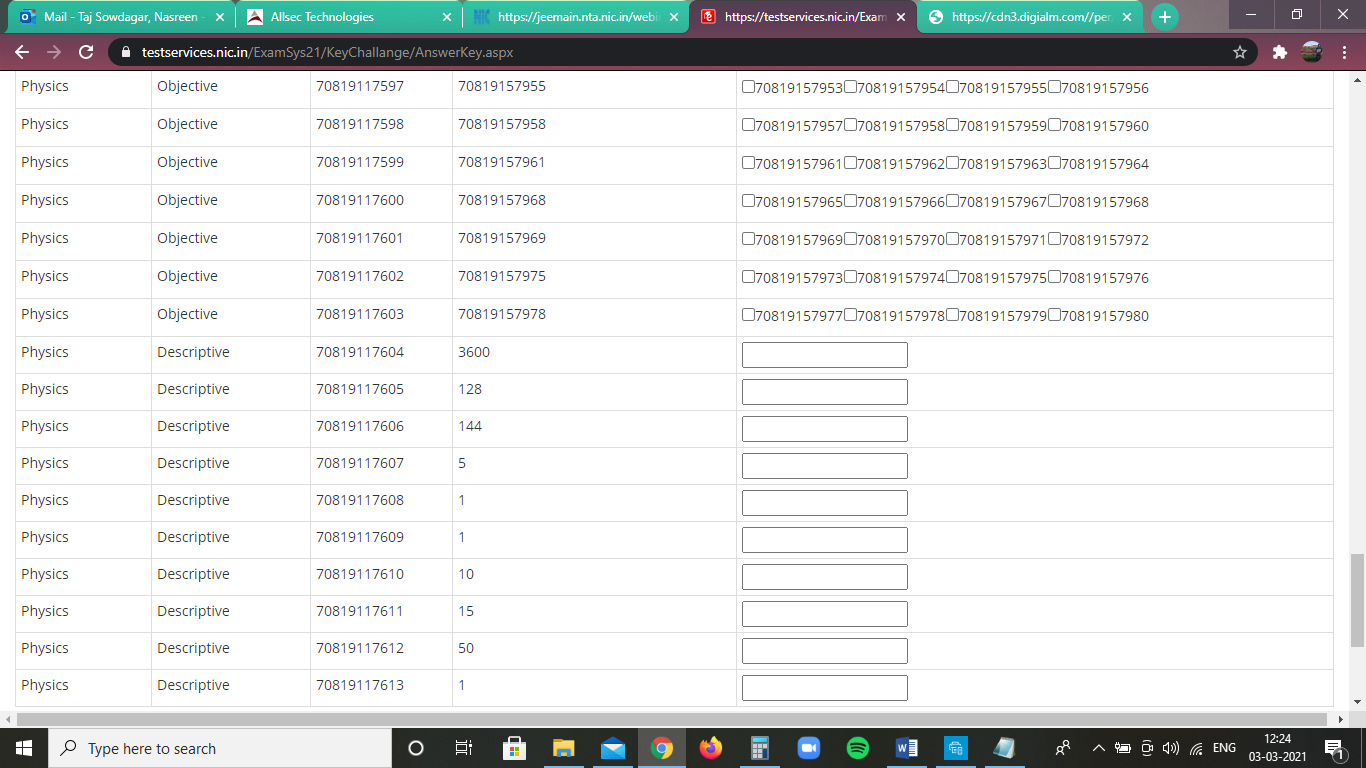 Mail - Taj Sowdagar, Nasreen -
Allsec Technologies
NIC https://jeemain.nta.nic.in/webi
https://testservices.nic.in/Exam
https://cdn3.digialm.com//per
testservices.nic.in/ExamSys21/KeyChallange/AnswerKey.aspx
Physics Objective 70819117597 70819157955 70819157953 70819157954 70819157955 70819157956
Physics Objective 70819117598 70819157958 70819157957 70819157958 70819157959 70819157960
Physics Objective 70819117599 70819157961 70819157961 70819157962 70819157963 70819157964
Physics Objective 70819117600 70819157968 70819157965 70819157966 70819157967 70819157968
Physics Objective 70819117601 70819157969 70819157969 70819157970 70819157971 70819157972
Physics Objective 70819117602 70819157975 70819157973 70819157974 70819157975 70819157976
Physics Objective 70819117603 70819157978 70819157977 70819157978 70819157979 70819157980
Physics Descriptive 70819117604 3600
Physics Descriptive 70819117605 128
Physics Descriptive 70819117606 144
Physics Descriptive 70819117607 5
Physics Descriptive 70819117608 1
Physics Descriptive 70819117609 1
Physics Descriptive 70819117610 10
Physics Descriptive 70819117611 15
Physics Descriptive 70819117612 50
Physics Descriptive 70819117613 1
Type here to search
ENG
12:24
03-03-2021
1